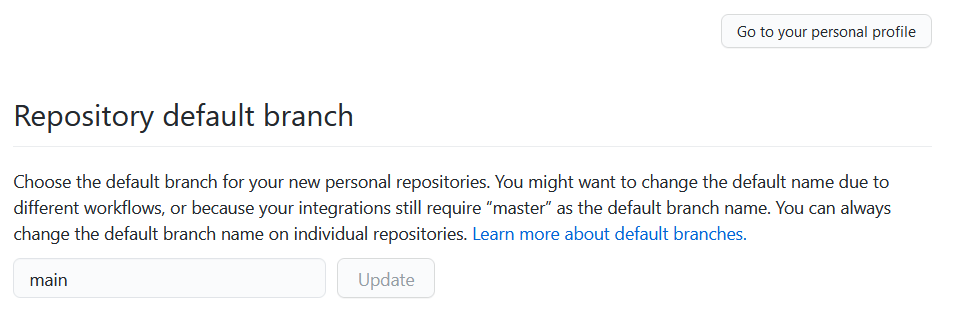 Go to your personal profile
Repository default branch
Choose the default branch for your new personal repositories. You might want to change the default name due to
different workflows, or because your integrations still require “master” as the default branch name. You can always
change the default branch name on individual repositories. Learn more about default branches.
main Update